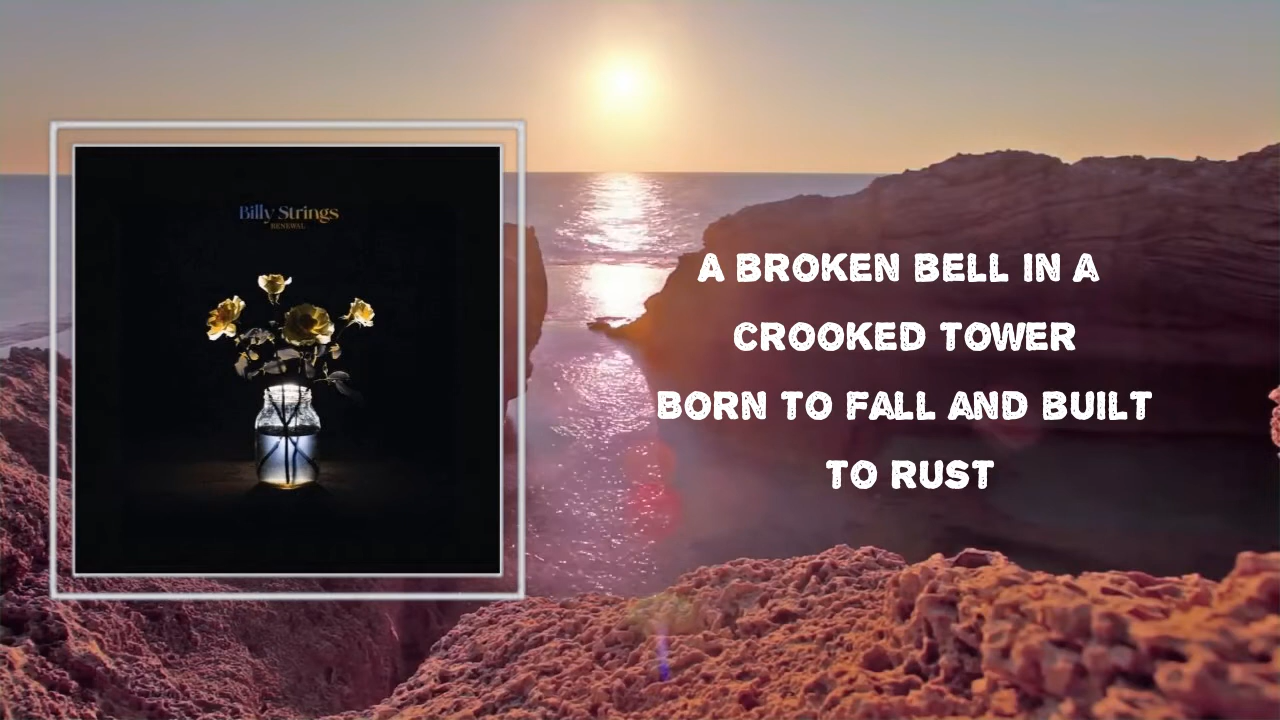 Billy Strings
RENEWAL
A BROKEN BELL IN A
CROOKED TOWER
BORN TO FALL AND BUILT
TO RUST